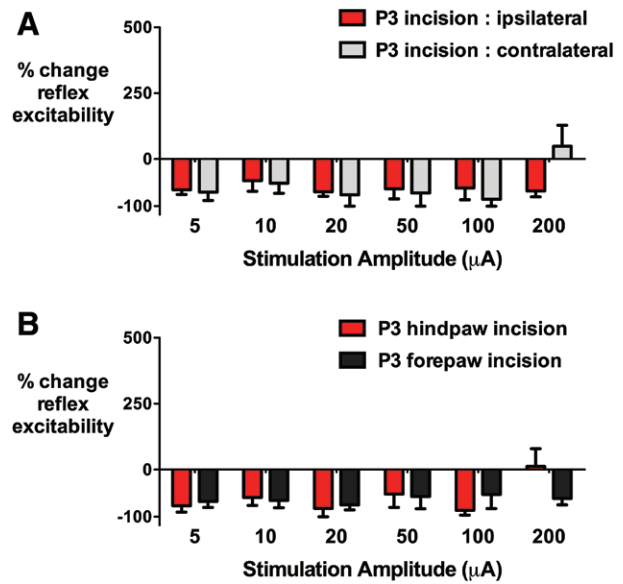 A
P3 incision : ipsilateral
P3 incision : contralateral
% change
reflex
excitability
500
250
0
-100
5 10 20 50 100 200
Stimulation Amplitude (μA)
B
P3 hindpaw incision
P3 forepaw incision
% change
reflex
excitability
500
250
0
-100
5 10 20 50 100 200
Stimulation Amplitude (μA)